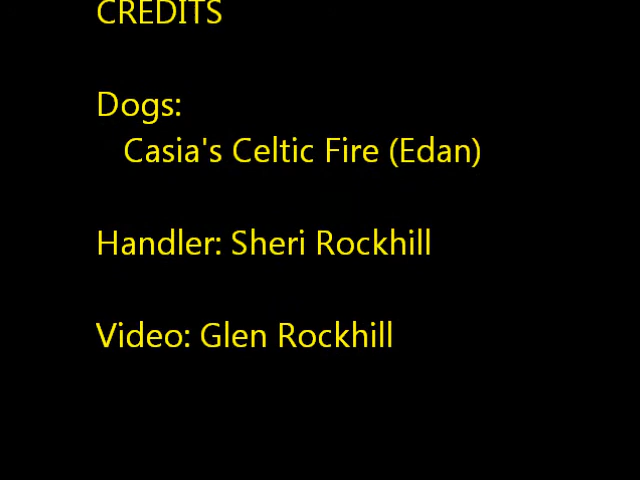 CREDITS
Dogs:
Casia's Celtic Fire (Edan)
Handler: Sheri Rockhill
Video: Glen Rockhill